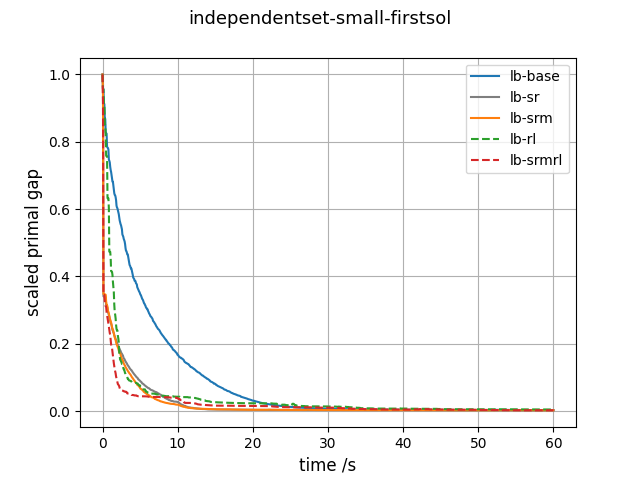 independentset-small-firstsol
scaled primal gap
1.0
0.8
0.6
0.4
0.2
0.0
0
10
20
30
40
50
60
time /s
lb-base
lb-sr
lb-srm
lb-rl
lb-srmrl